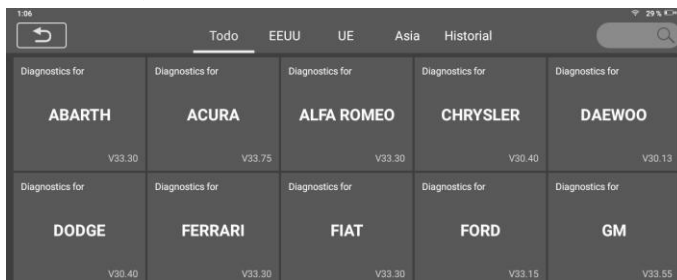 1:06 29 %
Todo EEUU UE Asia Historial
Diagnostics for Diagnostics for Diagnostics for Diagnostics for Diagnostics for
ABARTH ACURA ALFA ROMEO CHRYSLER DAEWOO
V33.30 V33.75 V33.30 V30.40 V30.13
Diagnostics for Diagnostics for Diagnostics for Diagnostics for Diagnostics for
DODGE FERRARI FIAT FORD GM
V30.40 V33.30 V33.30 V33.15 V33.55